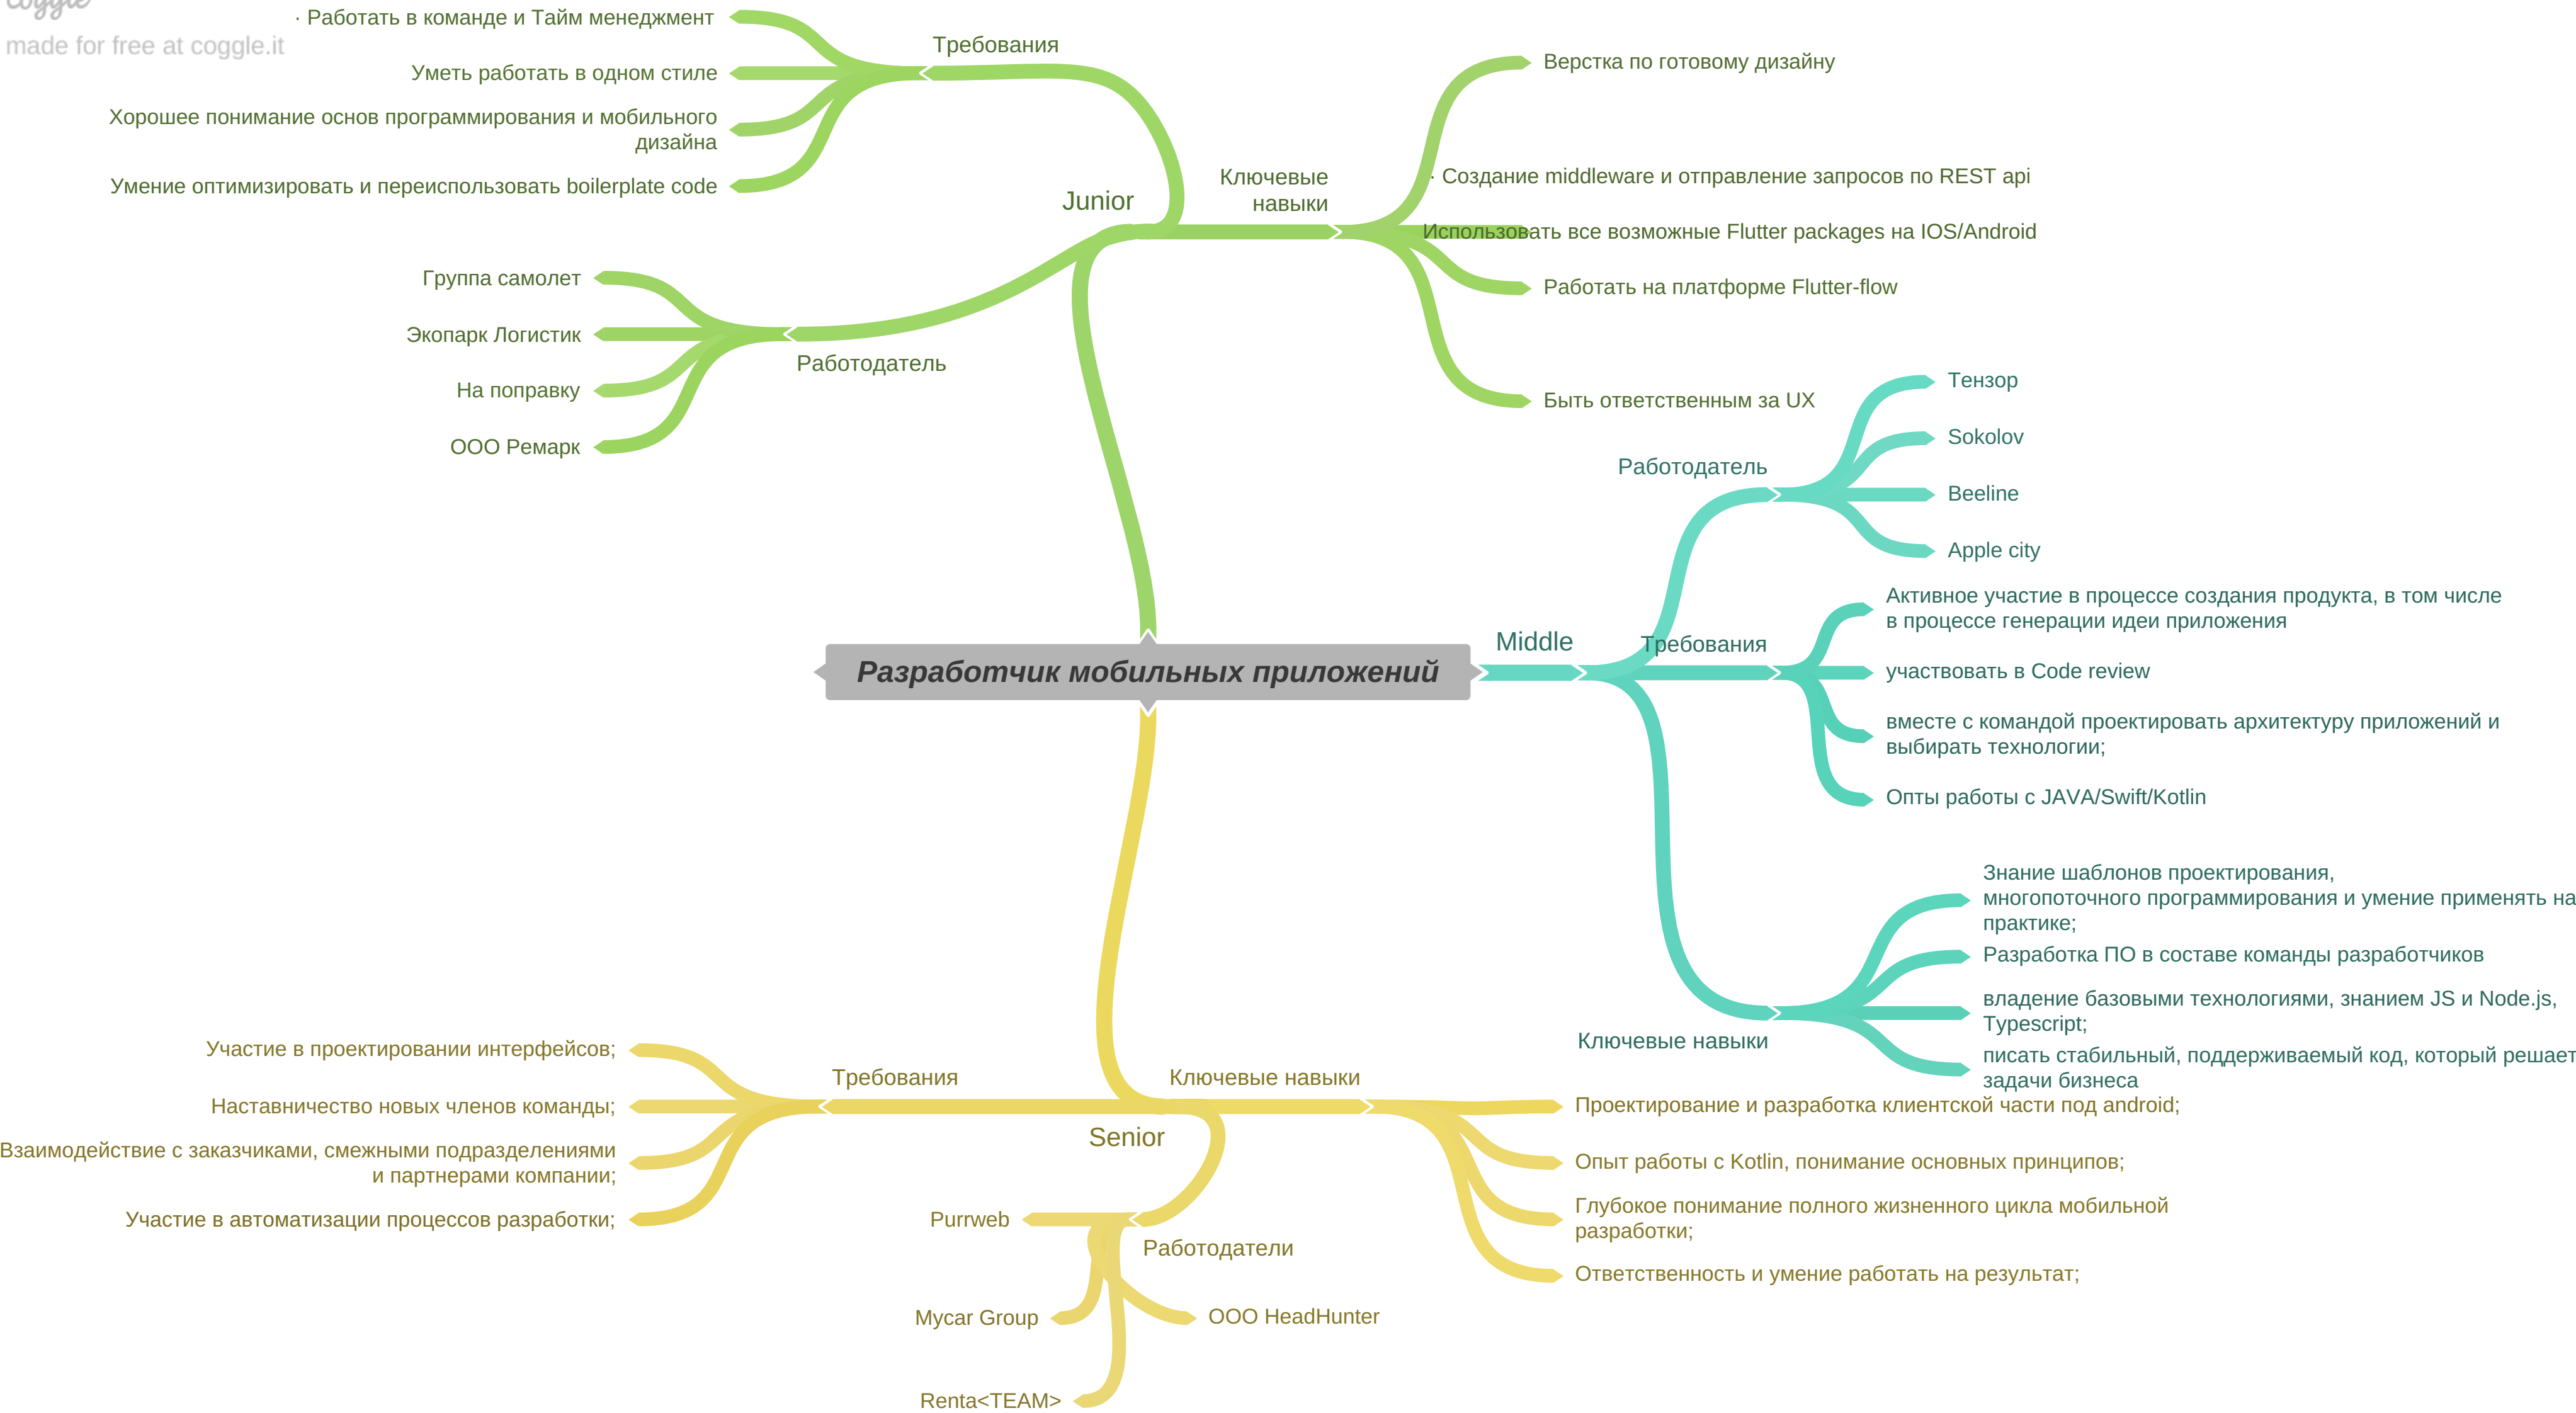 coggle
made for free at coggle.it
· Работать в команде и Тайм менеджмент
Уметь работать в одном стиле
Хорошее понимание основ программирования и мобильного
дизайна
Умение оптимизировать и переиспользовать boilerplate code
Требования
Junior
Ключевые
навыки
Верстка по готовому дизайну
· Создание middleware и отправление запросов по REST api
Использовать все возможные Flutter packages на IOS/Android
Работать на платформе Flutter-flow
Быть ответственным за UX
Группа самолет
Экопарк Логистик
На поправку
ООО Ремарк
Работодатель
Разработчик мобильных приложений
Middle
Работодатель
Тензор
Sokolov
Beeline
Apple city
Требования
Активное участие в процессе создания продукта, в том числе
в процессе генерации идеи приложения
участвовать в Code review
вместе с командой проектировать архитектуру приложений и
выбирать технологии;
Опты работы с JAVA/Swift/Kotlin
Ключевые навыки
Знание шаблонов проектирования,
многопоточного программирования и умение применять на
практике;
Разработка ПО в составе команды разработчиков
владение базовыми технологиями, знанием JS и Node.js,
Typescript;
писать стабильный, поддерживаемый код, который решает
задачи бизнеса
Senior
Требования
Участие в проектировании интерфейсов;
Наставничество новых членов команды;
Взаимодействие с заказчиками, смежными подразделениями
и партнерами компании;
Участие в автоматизации процессов разработки;
Ключевые навыки
Проектирование и разработка клиентской части под android;
Опыт работы с Kotlin, понимание основных принципов;
Глубокое понимание полного жизненного цикла мобильной
разработки;
Ответственность и умение работать на результат;
Работодатели
Purrweb
Mycar Group
ООО HeadHunter
Renta<TEAM>